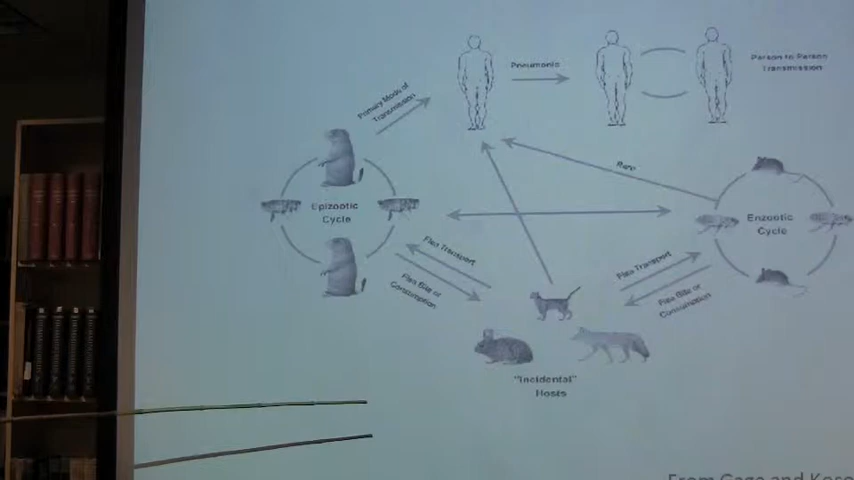 Pneumonic
Person to Person
Transmission
Primary Mode of
Transmission
Rare
Epizootic
Cycle
Enzootic
Cycle
Flea Transport
Flea Bite or
Consumption
Flea Transport
Flea Bite or
Consumption
"Incidental"
Hosts
From Gage and Koso